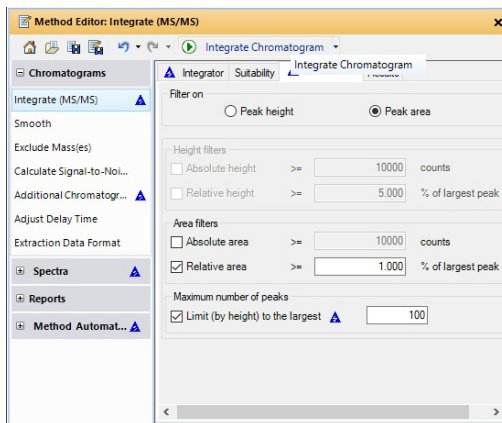 Method Editor: Integrate (MS/MS)
Integrate Chromatogram
Integrate Chromatogram
Chromatograms
Integrate (MS/MS)
Smooth
Exclude Mass(es)
Calculate Signal-to-Noi...
Additional Chromatogr...
Adjust Delay Time
Extraction Data Format
Spectra
Reports
Method Automat...
Integrator Suitability
Filter on
Peak height Peak area
Height filters
Absolute height >= 10000 counts
Relative height >= 5.000 % of largest peak
Area filters
Absolute area >= 10000 counts
Relative area >= 1.000 % of largest peak
Maximum number of peaks
Limit (by height) to the largest 100